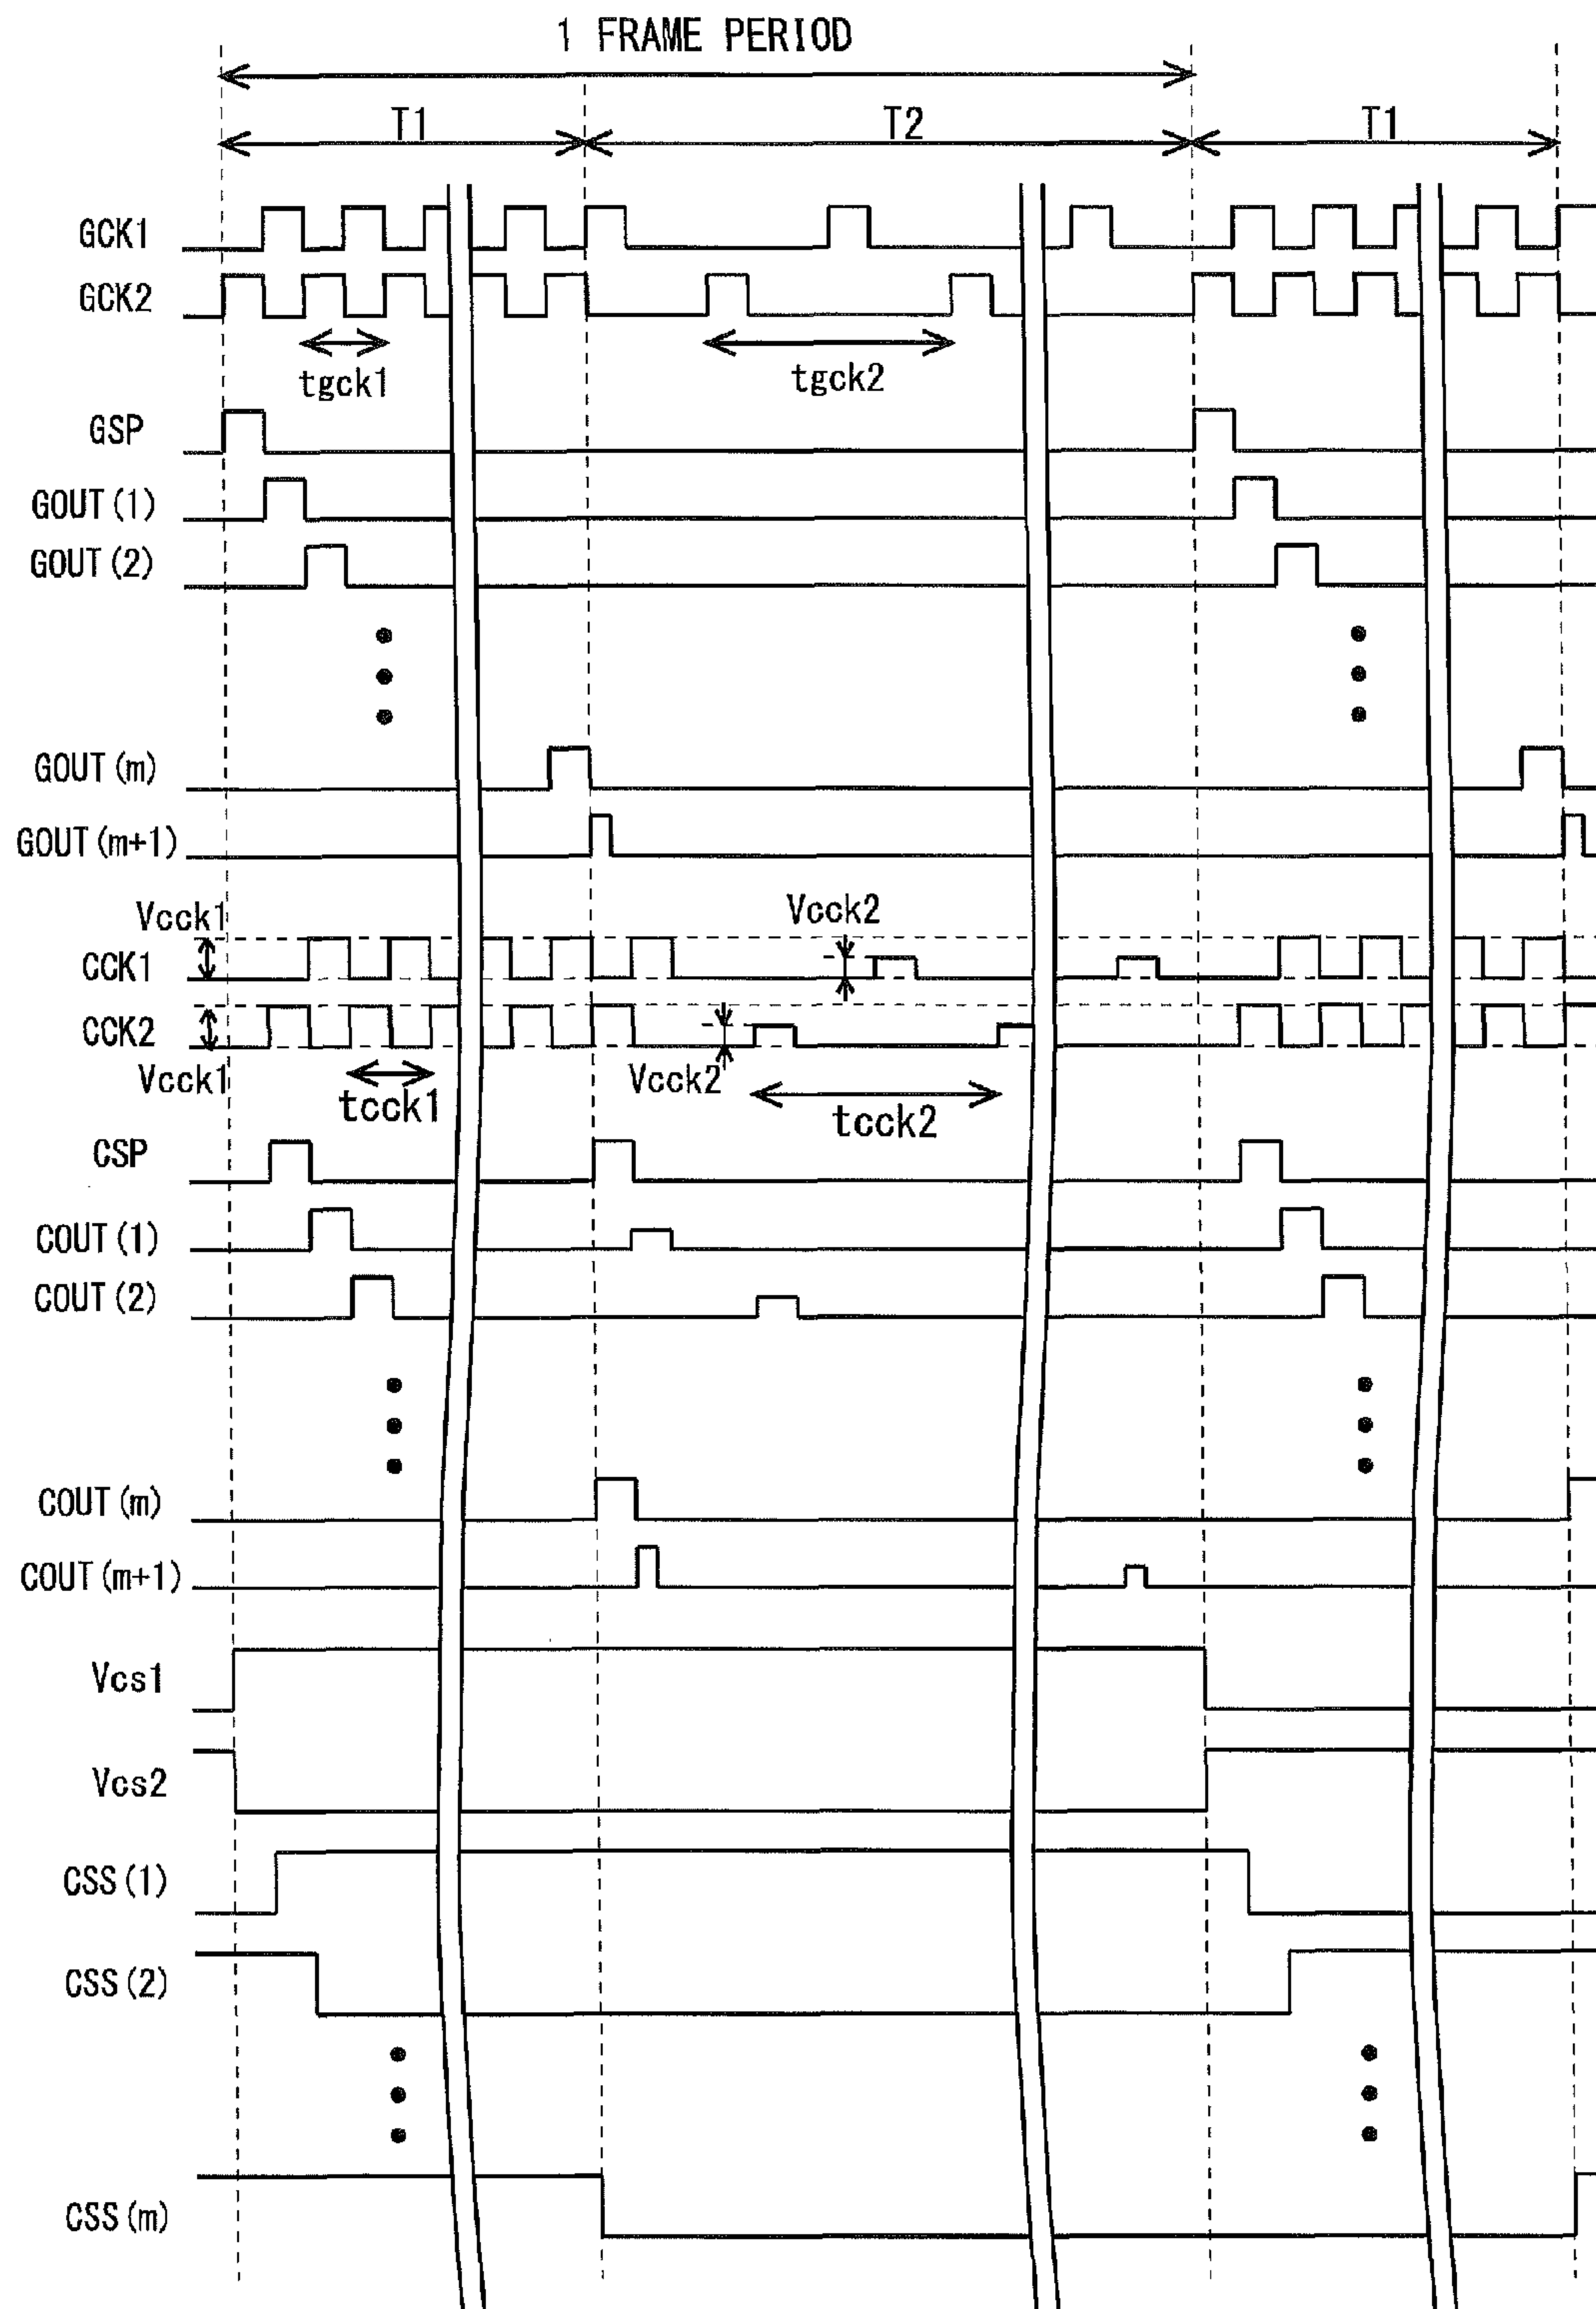 1 FRAME PERIOD
T1 T2 T1
GCK1
GCK2
tgck1 tgck2
GSP
GOUT(1)
GOUT(2)
GOUT(m)
GOUT(m+1)
Vcck1 Vcck2
CCK1
CCK2
Vcck1 Vcck2
tcck1 tcck2
CSP
COUT(1)
COUT(2)
COUT(m)
COUT(m+1)
Vcs1
Vcs2
CSS(1)
CSS(2)
CSS(m)